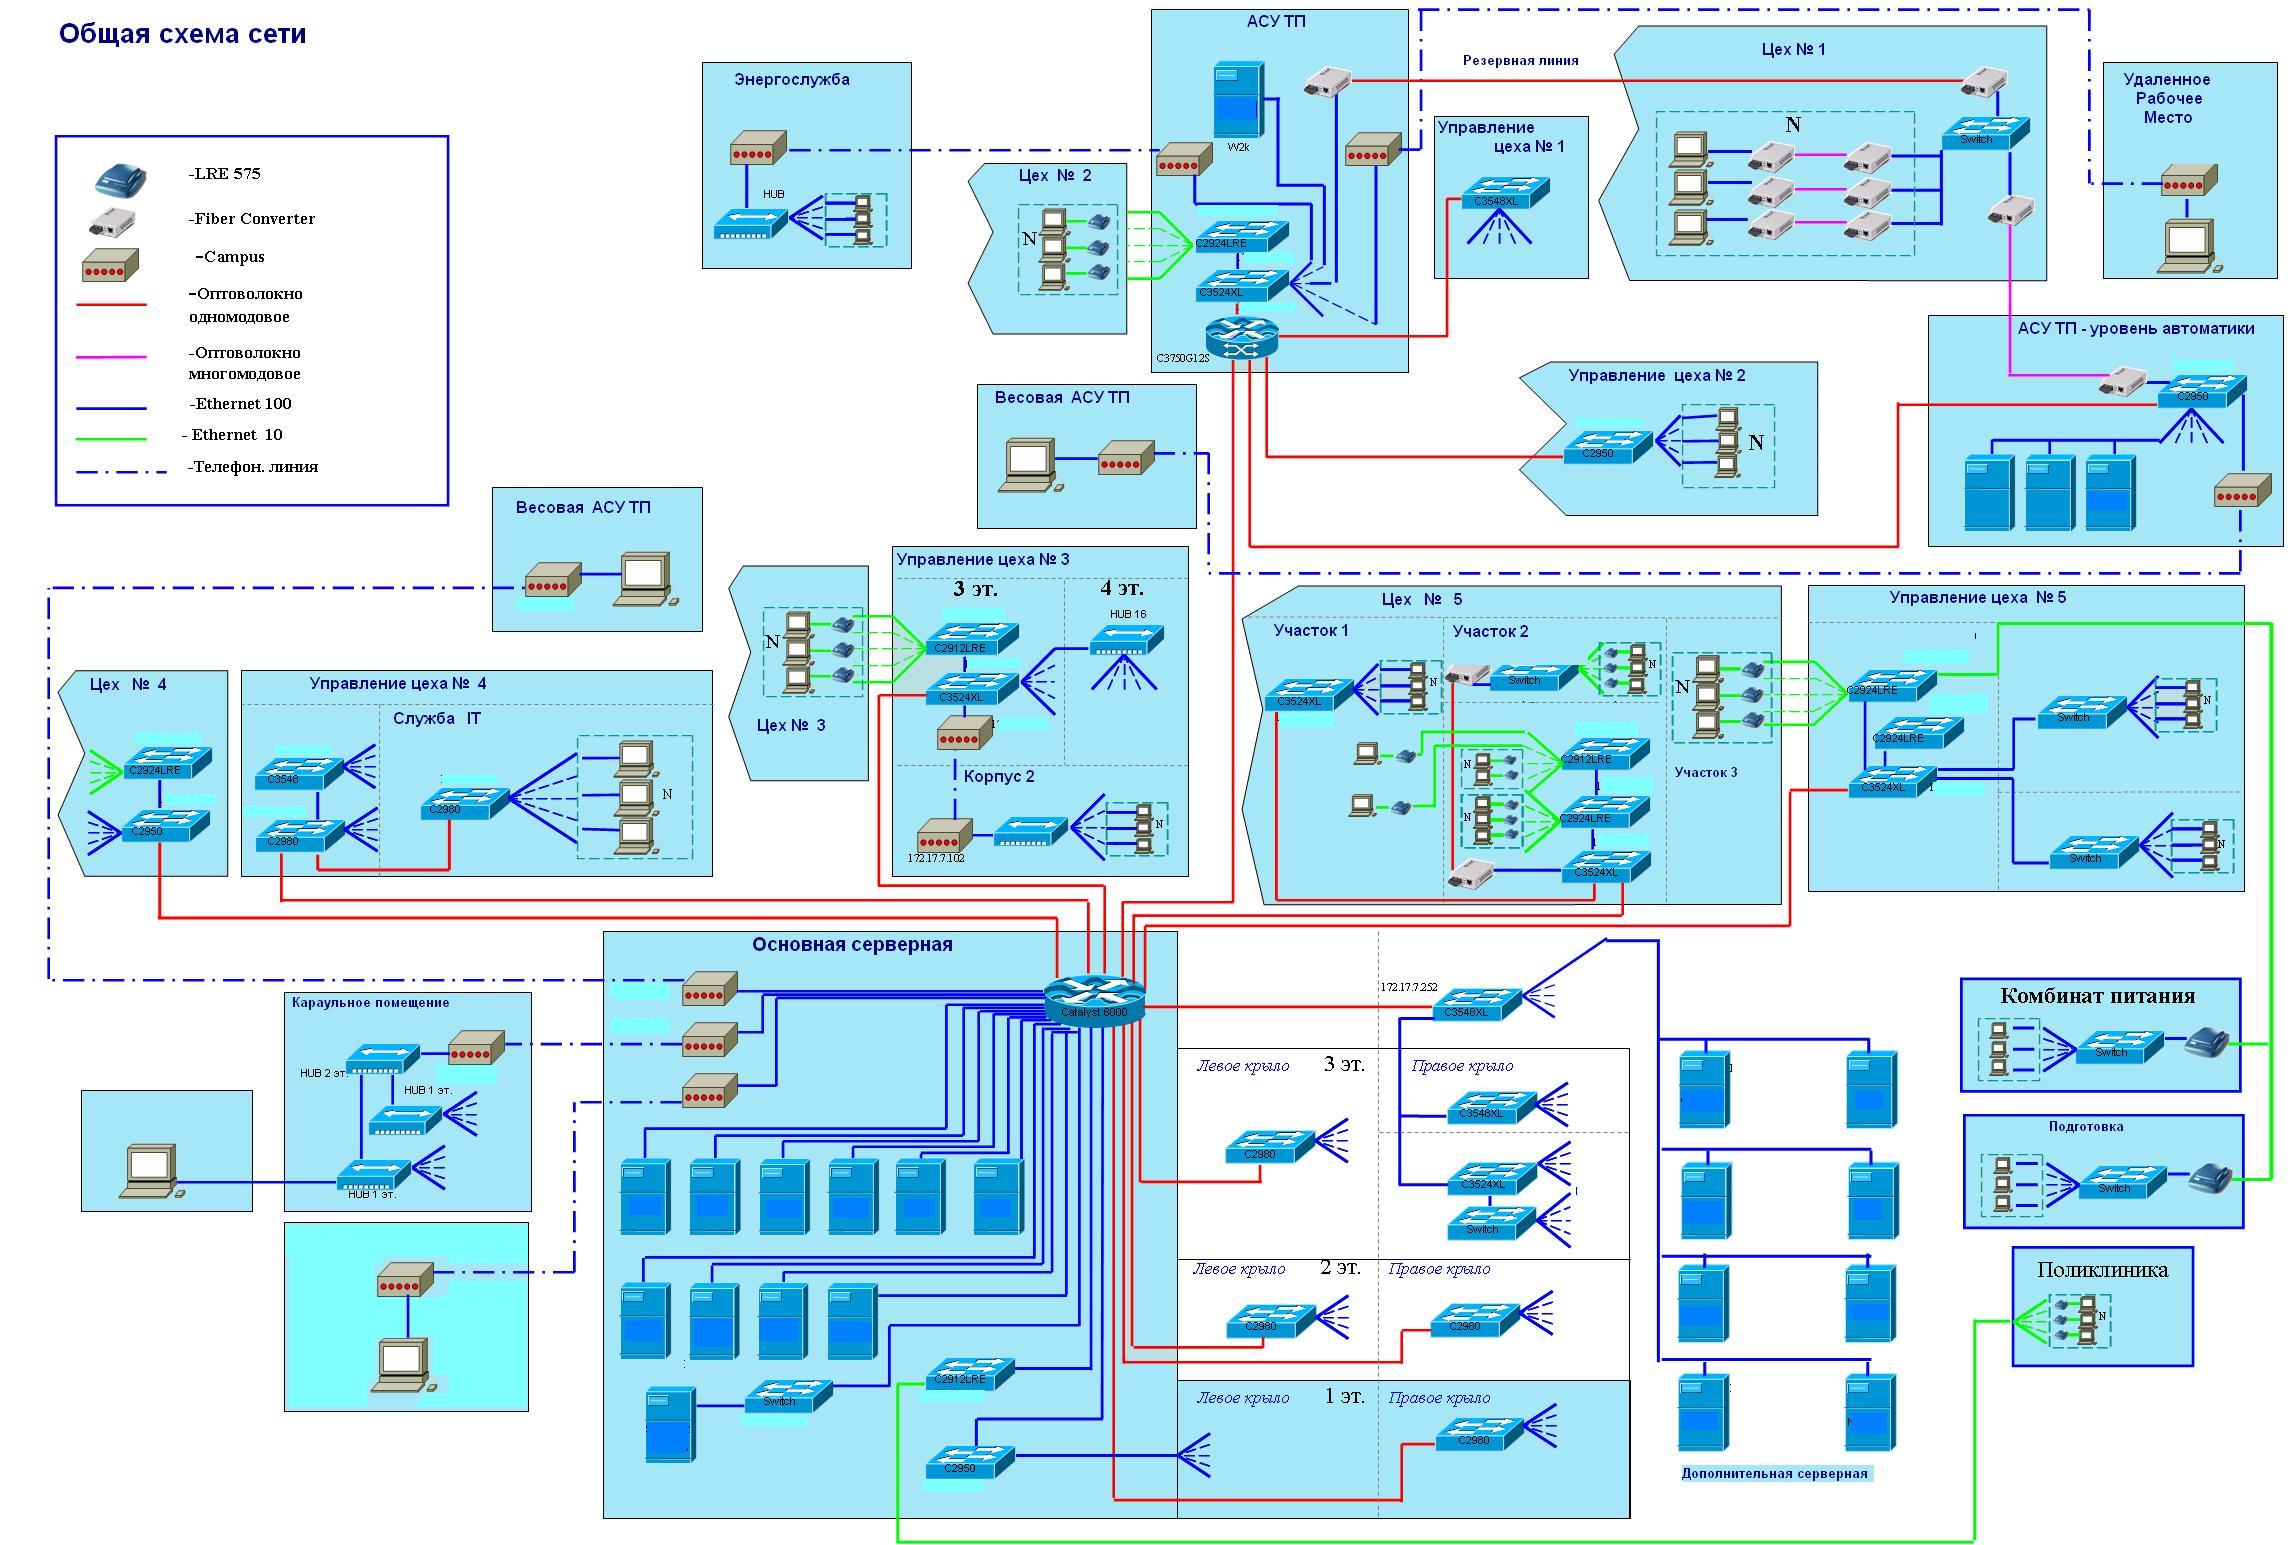 Общая схема сети
-LRE 575
-Fiber Converter
-Campus
-Оптоволокно
одномодовое
-Оптоволокно
многомодовое
-Ethernet 100
- Ethernet 10
-Телефон. линия
Энергослужба
HUB
АСУ ТП
W2k
C2924LRE
C3524XL
C3750G12S
Цех № 2
N
Резервная линия
Управление
цеха № 1
C3548XL
Цех № 1
N
Switch
Удаленное
Рабочее
Место
АСУ ТП - уровень автоматики
C2950
Управление цеха № 2
C2950
N
Весовая АСУ ТП
Весовая АСУ ТП
Управление цеха № 3
3 эт.
4 эт.
HUB 16
C2912LRE
C3524XL
Корпус 2
172.17.7.102
N
N
Цех № 3
Цех № 5
Участок 1
C3524XL
N
Участок 2
Switch
N
C2912LRE
N
C2924LRE
N
C3524XL
N
Участок 3
Управление цеха № 5
C2924LRE
C2924LRE
C3524XL
Switch
N
Switch
N
Цех № 4
C2924LRE
C2950
Управление цеха № 4
Служба IT
C3548
C2980
C2980
N
Основная серверная
Catalyst 6000
C2912LRE
Switch
C2950
Караульное помещение
HUB 2 эт.
HUB 1 эт.
HUB 1 эт.
172.17.7.252
C3548XL
Левое крыло
3 эт.
Правое крыло
C3548XL
C2980
C3524XL
Switch
Левое крыло
2 эт.
Правое крыло
C2980
C2980
Левое крыло
1 эт.
Правое крыло
C2980
Дополнительная серверная
Комбинат питания
Switch
Подготовка
Switch
Поликлиника
N